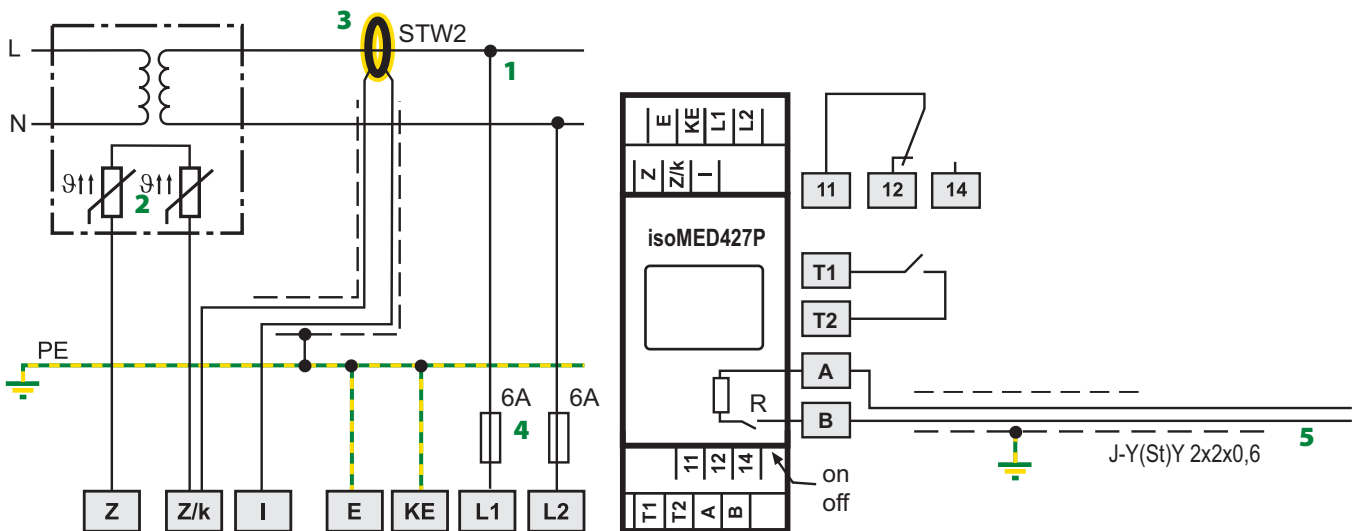 3
STW2
L
1
N
E KE L1 L2
Z Z/k I
11 12 14
ϑ↑↑ ϑ↑↑
2
isoMED427P
T1
T2
PE
A
6A 6A
4
R
B
5
J-Y(St)Y 2x2x0,6
11 12 14
on
off
Z Z/k I E KE L1 L2
T1 T2 A B